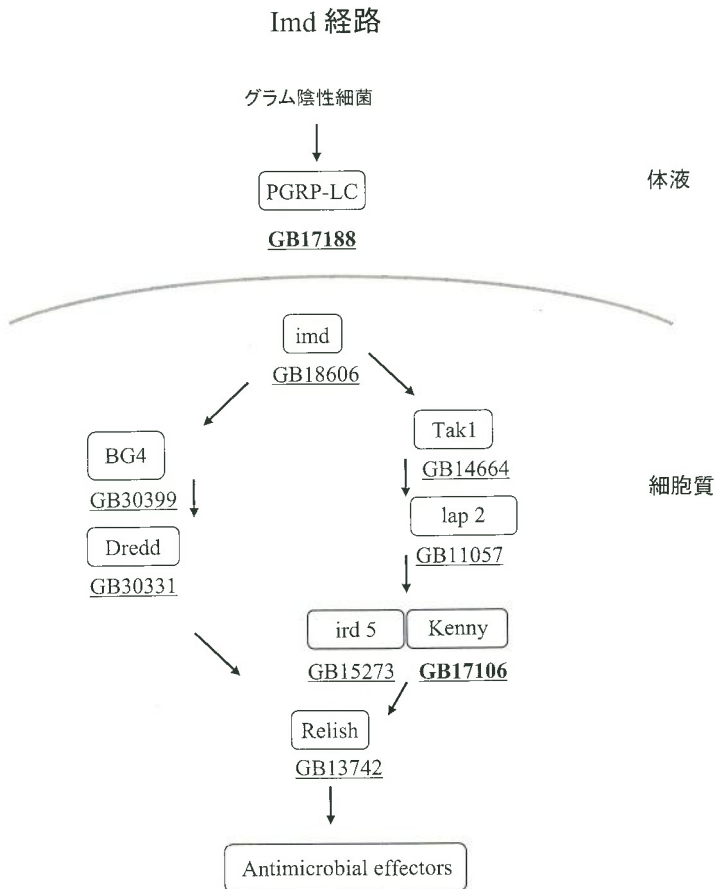 Imd 経路
グラム陰性細菌
PGRP-LC
体液
GB17188
imd
GB18606
BG4
GB30399
Dredd
GB30331
Tak1
GB14664
lap 2
GB11057
細胞質
ird 5
Kenny
GB15273
GB17106
Relish
GB13742
Antimicrobial effectors